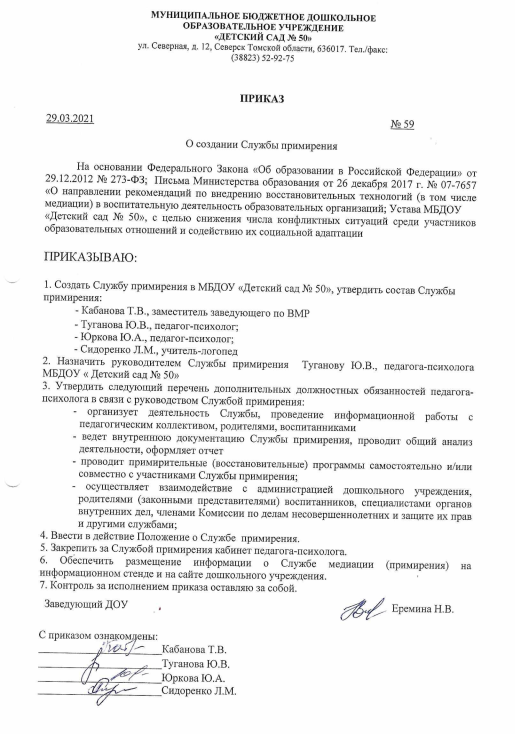 МУНИЦИПАЛЬНОЕ БЮДЖЕТНОЕ ДОШКОЛЬНОЕ
ОБРАЗОВАТЕЛЬНОЕ УЧРЕЖДЕНИЕ
«ДЕТСКИЙ САД № 50»
ул. Северная, д. 12, Северск Томской области, 636017. Тел./факс:
(38823) 52-92-75
ПРИКАЗ
29.03.2021
№ 59
О создании Службы примирения
На основании Федерального Закона «Об образовании в Российской Федерации» от
29.12.2012 № 273-ФЗ; Письма Министерства образования от 26 декабря 2017 г. № 07-7657
«О направлении рекомендаций по внедрению восстановительных технологий (в том числе
медиации) в воспитательную деятельность образовательных организаций; Устава МБДОУ
«Детский сад № 50», с целью снижения числа конфликтных ситуаций среди участников
образовательных отношений и содействию их социальной адаптации
ПРИКАЗЫВАЮ:
1. Создать Службу примирения в МБДОУ «Детский сад № 50», утвердить состав Службы
примирения:
- Кабанова Т.В., заместитель заведующего по ВМР
- Туганова Ю.В., педагог-психолог;
- Юркова Ю.А., педагог-психолог;
- Сидоренко Л.М., учитель-логопед
2. Назначить руководителем Службы примирения Туганову Ю.В., педагога-психолога
МБДОУ « Детский сад № 50»
3. Утвердить следующий перечень дополнительных должностных обязанностей педагога-
психолога в связи с руководством Службой примирения:
- организует деятельность Службы, проведение информационной работы с
педагогическим коллективом, родителями, воспитанниками
- ведет внутреннюю документацию Службы примирения, проводит общий анализ
деятельности, оформляет отчет
- проводит примирительные (восстановительные) программы самостоятельно и/или
совместно с участниками Службы примирения;
- осуществляет взаимодействие с администрацией дошкольного учреждения,
родителями (законными представителями) воспитанников, специалистами органов
внутренних дел, членами Комиссии по делам несовершеннолетних и защите их прав
и другими службами;
4. Ввести в действие Положение о Службе примирения.
5. Закрепить за Службой примирения кабинет педагога-психолога.
6. Обеспечить размещение информации о Службе медиации (примирения) на
информационном стенде и на сайте дошкольного учреждения.
7. Контроль за исполнением приказа оставляю за собой.
Заведующий ДОУ Еремина Н.В.
С приказом ознакомлены:
Кабанова Т.В.
Туганова Ю.В.
Юркова Ю.А.
Сидоренко Л.М.